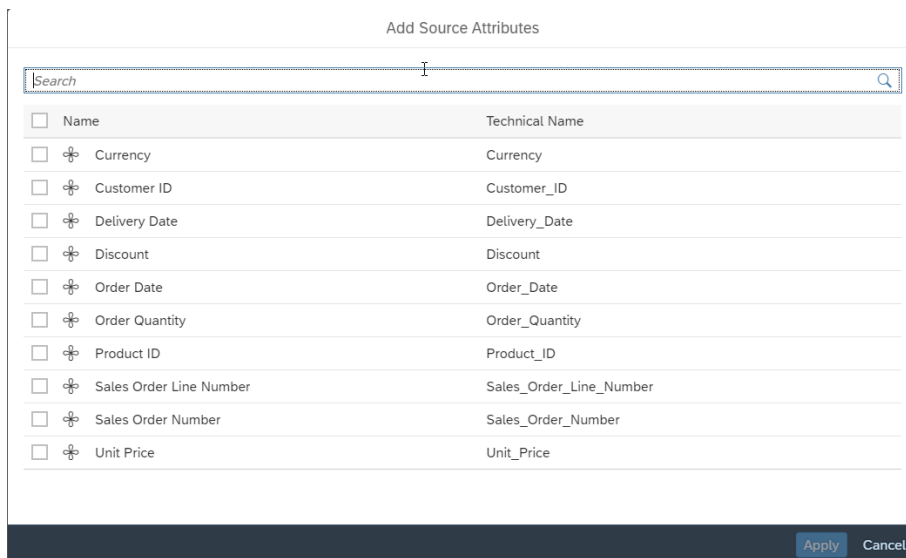 Add Source Attributes
Search
Name Technical Name
Currency Currency
Customer ID Customer_ID
Delivery Date Delivery_Date
Discount Discount
Order Date Order_Date
Order Quantity Order_Quantity
Product ID Product_ID
Sales Order Line Number Sales_Order_Line_Number
Sales Order Number Sales_Order_Number
Unit Price Unit_Price
Apply Cancel